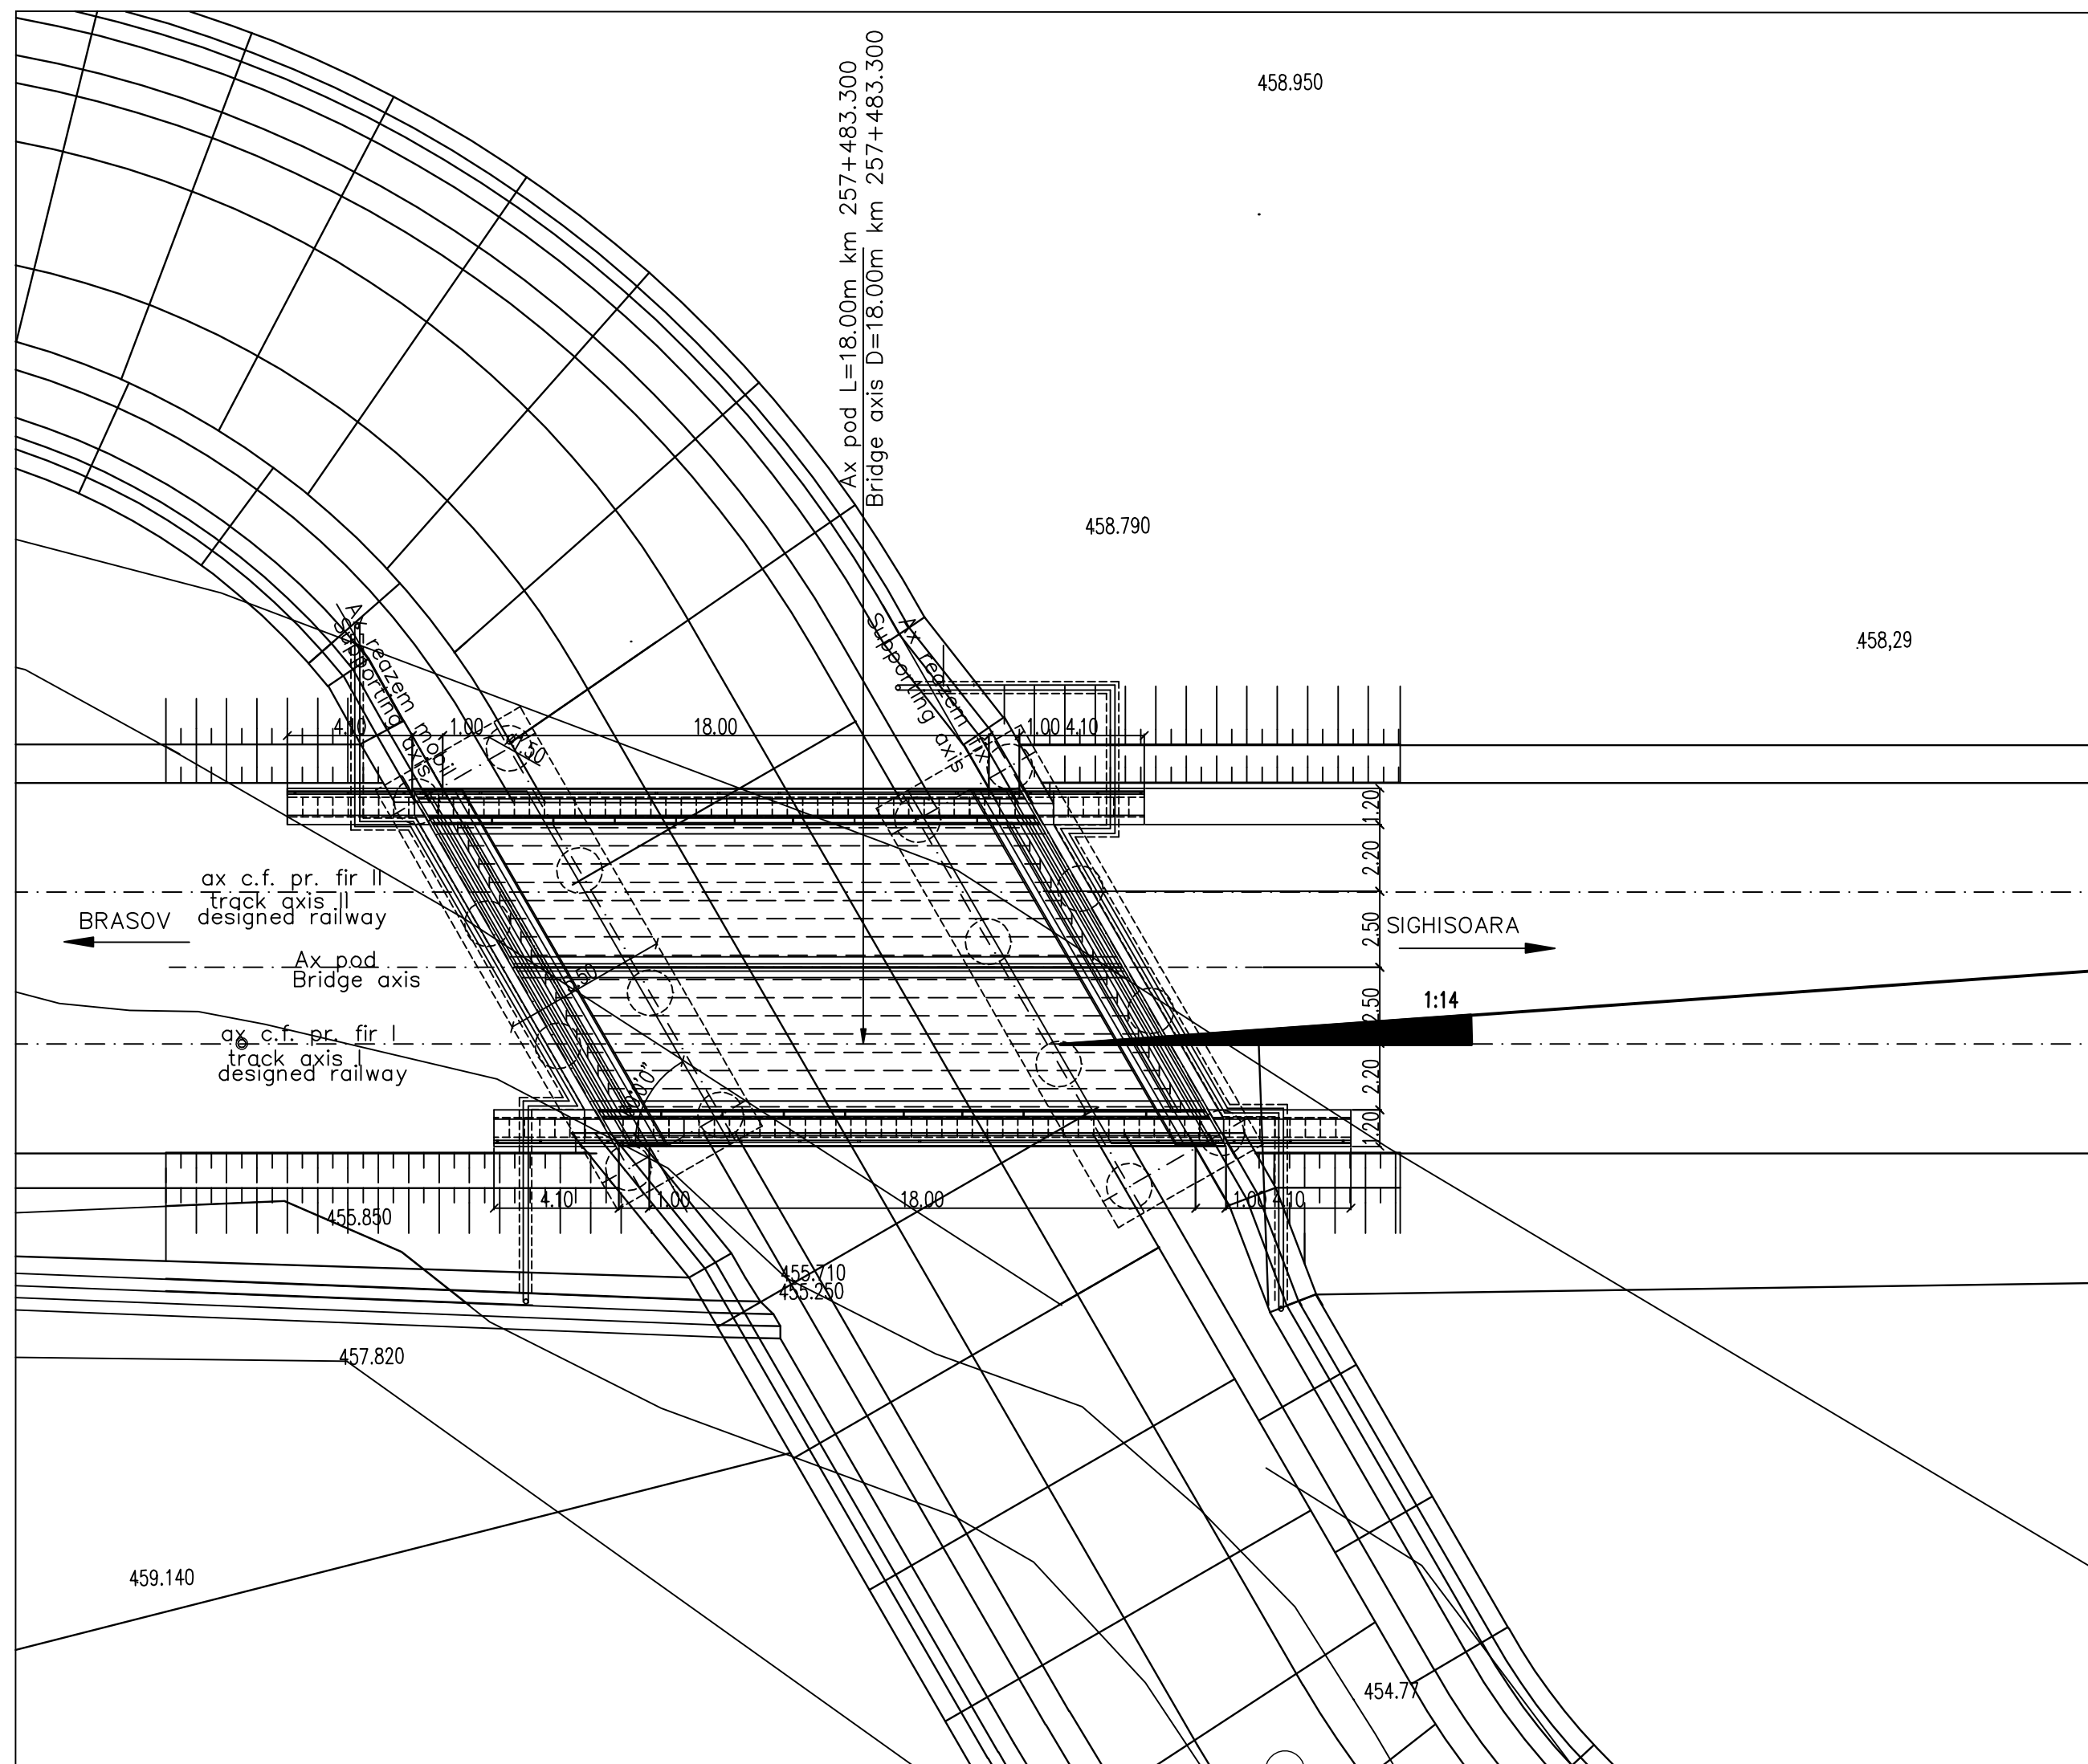 458.950
Ax pod L=18.00m km 257+483.300
Bridge axis D=18.00m km 257+483.300
458.790
458,29
Ax reazem mobil
Supporting axis
Ax reazem fix
Supporting axis
4.10
1.00
18.00
1.00
4.10
4.50
1.20
2.20
2.50
2.50
2.20
1.20
ax c.f. pr. fir II
track axis II
designed railway
BRASOV
SIGHISOARA
Ax pod
Bridge axis
1:14
ax c.f. pr. fir I
track axis I
designed railway
4.10
1.00
18.00
1.00
4.10
455.850
455.710
455.250
457.820
459.140
454.77